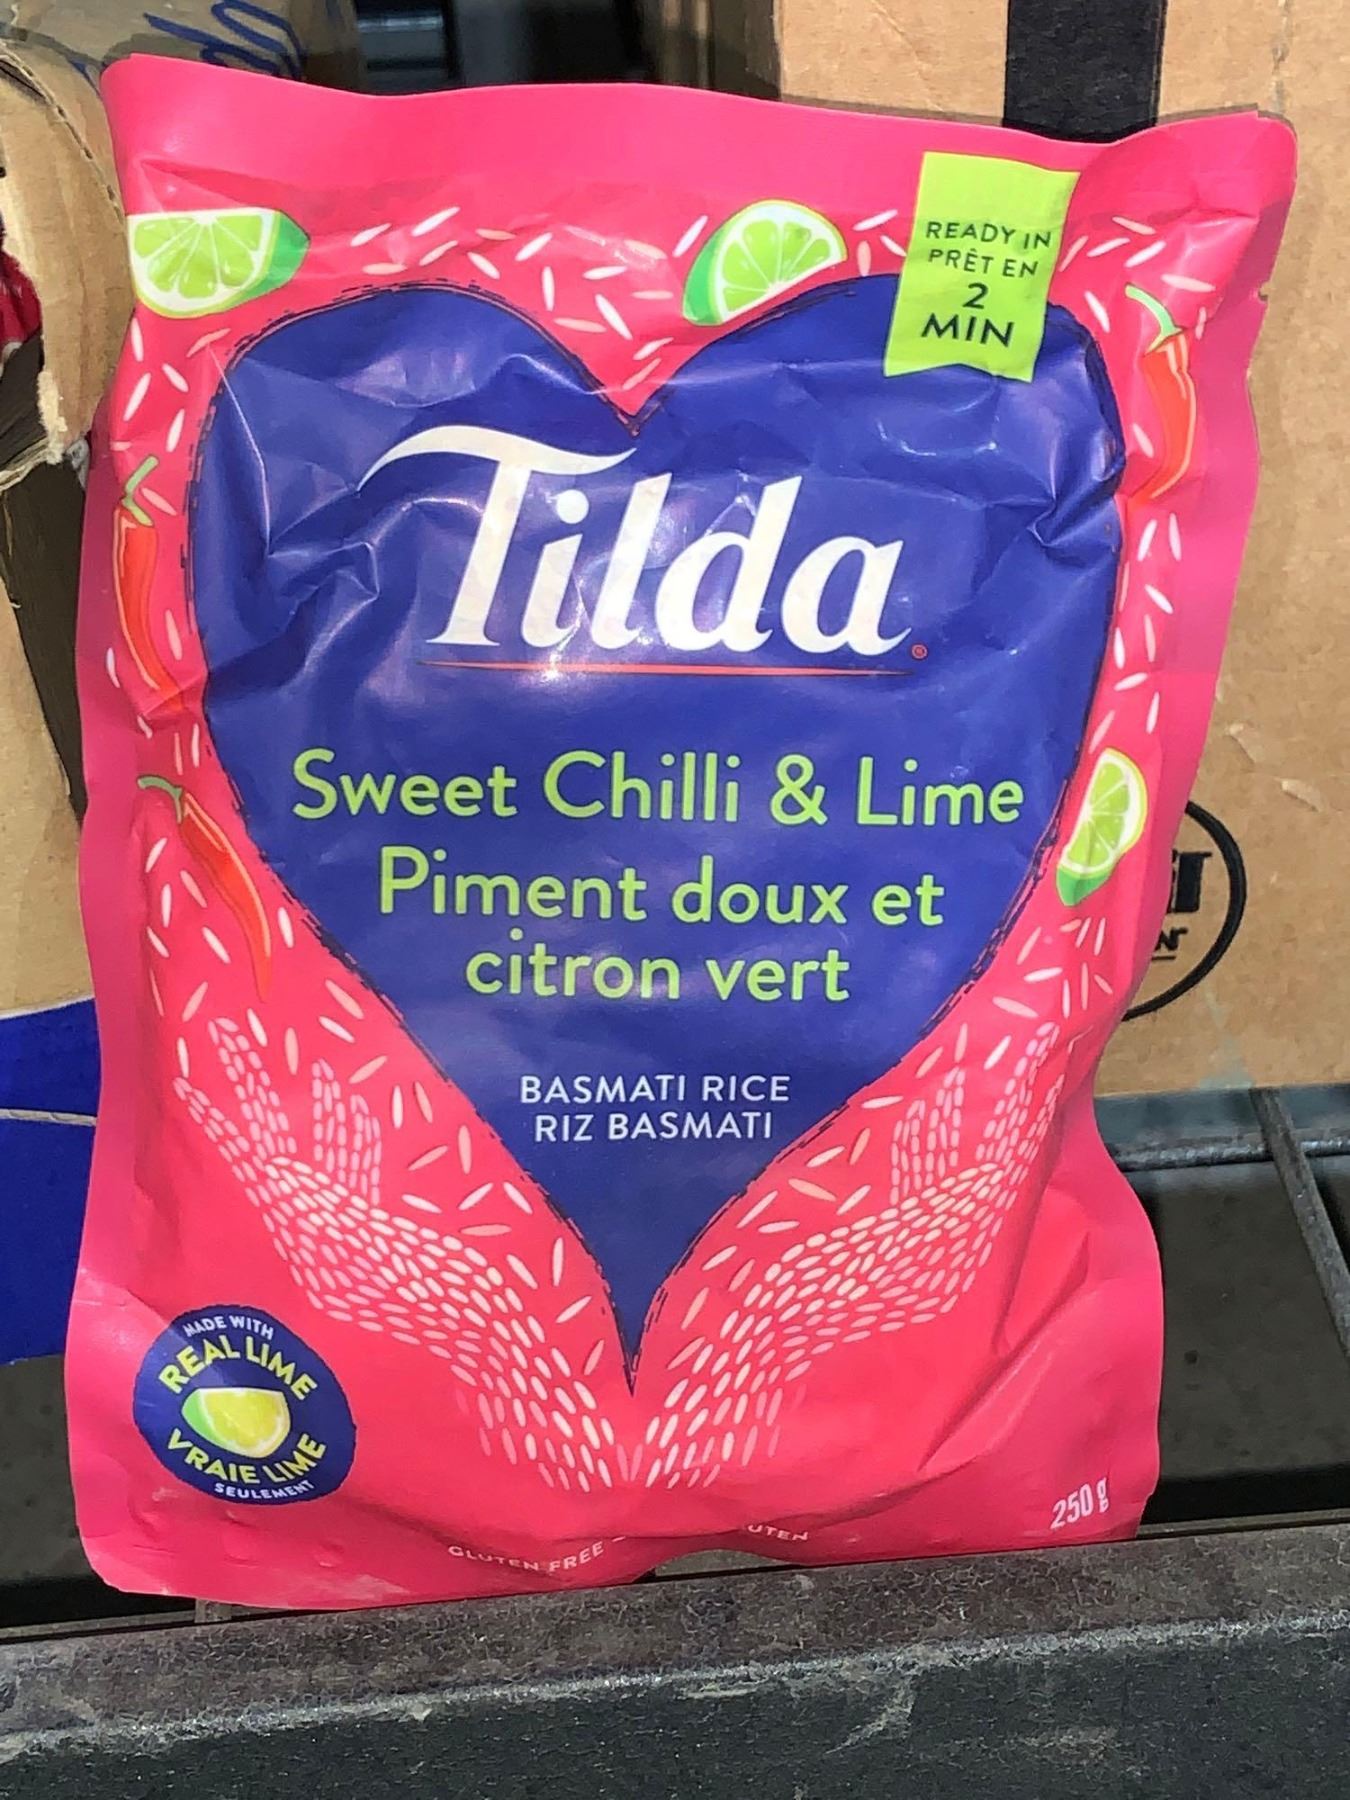 READY IN
PRÊT EN
2
MIN
Tilda®
Sweet Chilli & Lime
Piment doux et
citron vert
BASMATI RICE
RIZ BASMATI
MADE WITH
REAL LIME
VRAIE LIME
SEULEMENT
250 g
GLUTEN FREE -